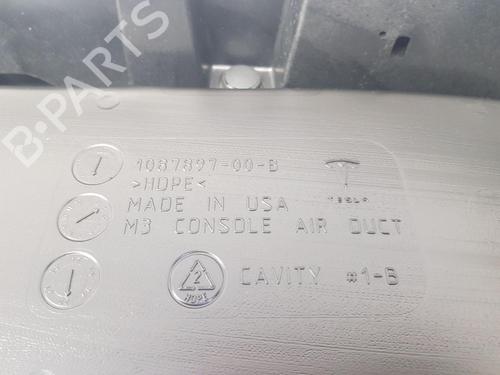 B-PARTS
1087897-00-B
>HDPE<
TESLA
MADE IN USA
M3 CONSOLE AIR DUCT
2
HDPE
CAVITY #1-B